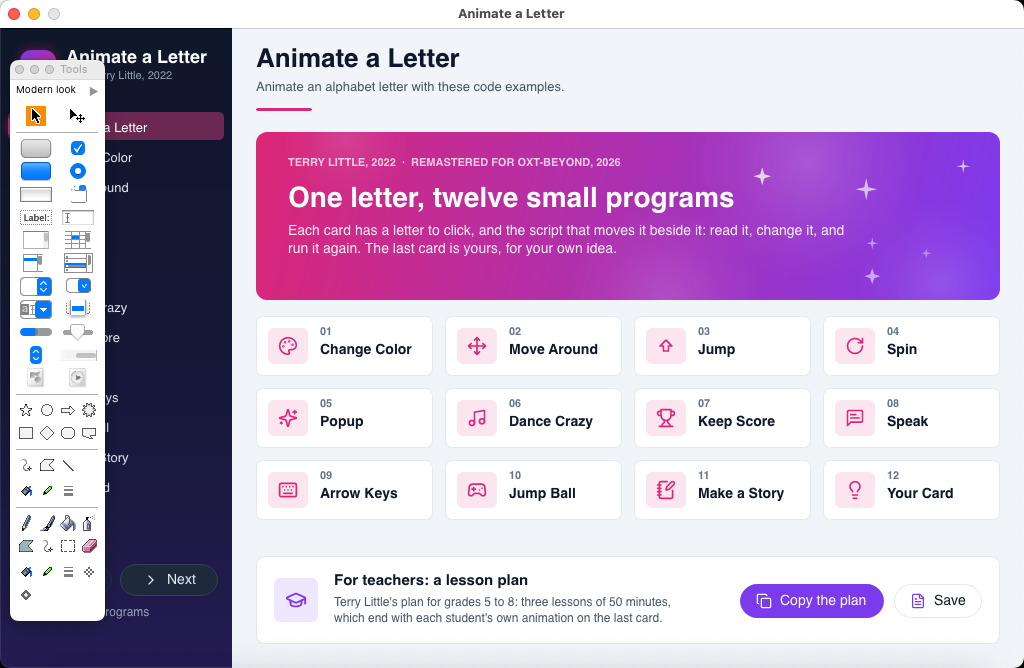 Animate a Letter
Animate a Letter
ry Little, 2022
Tools
Modern look
Label:
a Letter
Color
ound
razy
ore
ys
l
Story
d
Next
rograms
Animate a Letter
Animate an alphabet letter with these code examples.
TERRY LITTLE, 2022 · REMASTERED FOR OXT-BEYOND, 2026
One letter, twelve small programs
Each card has a letter to click, and the script that moves it beside it: read it, change it, and
run it again. The last card is yours, for your own idea.
01
Change Color
02
Move Around
03
Jump
04
Spin
05
Popup
06
Dance Crazy
07
Keep Score
08
Speak
09
Arrow Keys
10
Jump Ball
11
Make a Story
12
Your Card
For teachers: a lesson plan
Terry Little's plan for grades 5 to 8: three lessons of 50 minutes,
which end with each student's own animation on the last card.
Copy the plan
Save